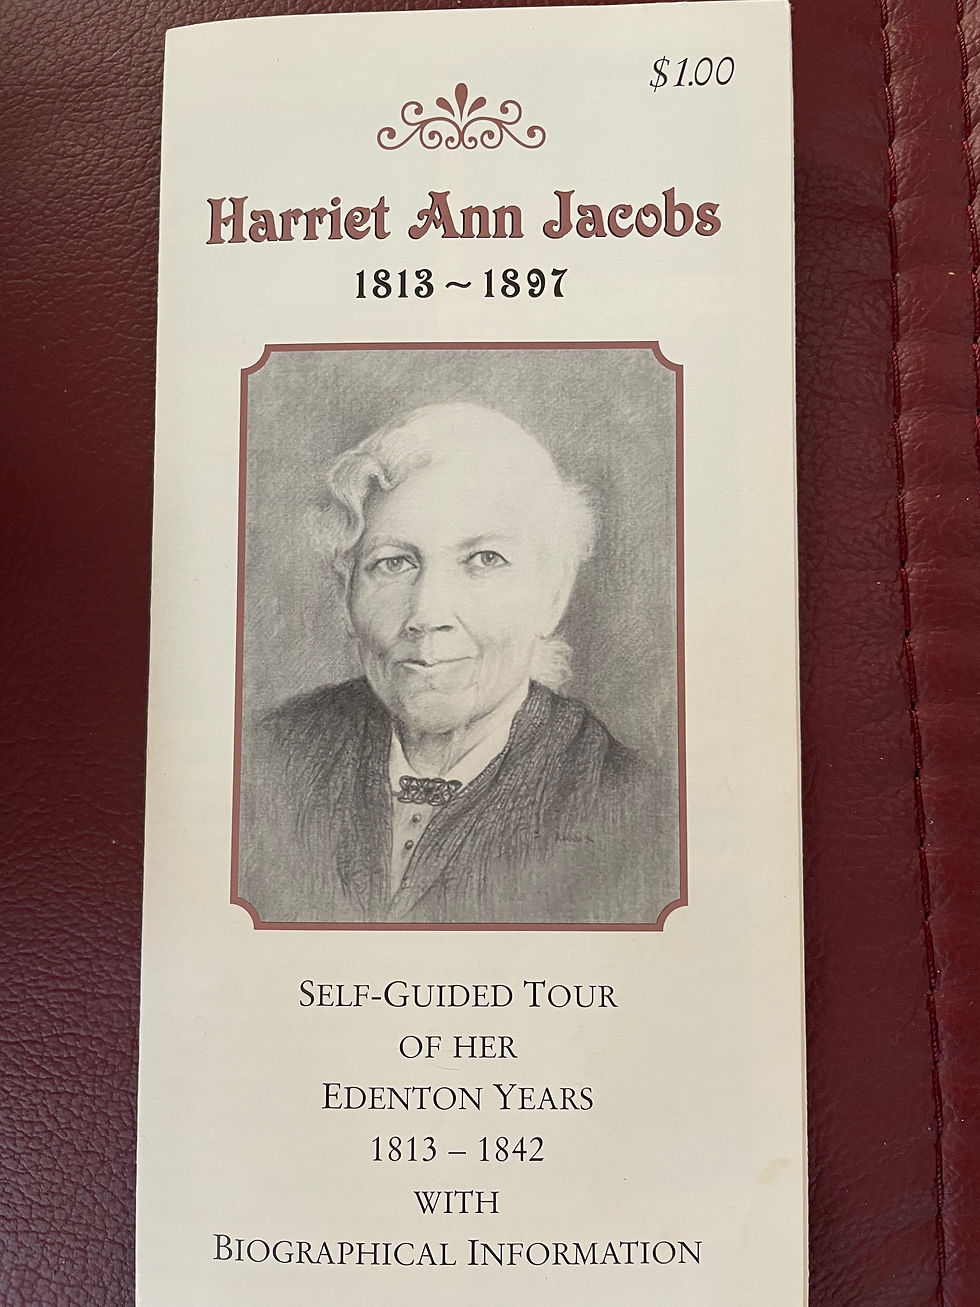 $1.00
Harriet Ann Jacobs
1813 ~ 1897
SELF-GUIDED TOUR
OF HER
EDENTON YEARS
1813 – 1842
WITH
BIOGRAPHICAL INFORMATION